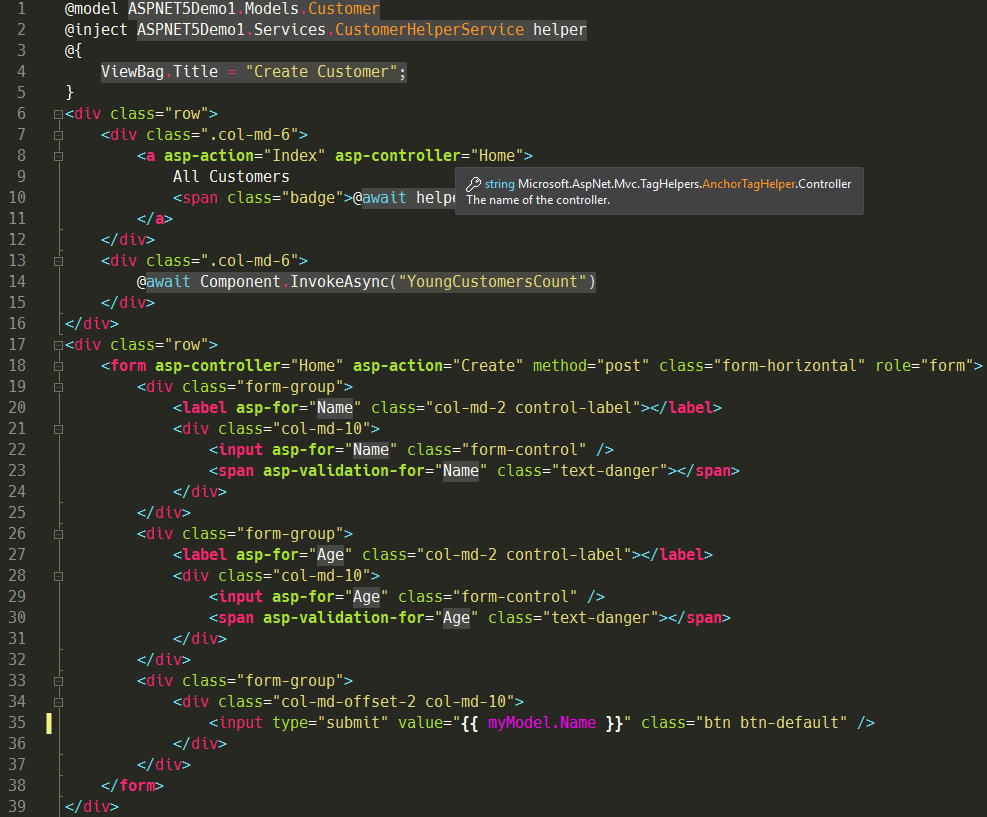 1 @model ASPNET5Demo1.Models.Customer
2 @inject ASPNET5Demo1.Services.CustomerHelperService helper
3 @{
4     ViewBag.Title = "Create Customer";
5 }
6 <div class="row">
7     <div class=".col-md-6">
8         <a asp-action="Index" asp-controller="Home">
9             All Customers
string Microsoft.AspNet.Mvc.TagHelpers.AnchorTagHelper.Controller
The name of the controller.
10             <span class="badge">@await helpe
11         </a>
12     </div>
13     <div class=".col-md-6">
14         @await Component.InvokeAsync("YoungCustomersCount")
15     </div>
16 </div>
17 <div class="row">
18     <form asp-controller="Home" asp-action="Create" method="post" class="form-horizontal" role="form">
19         <div class="form-group">
20             <label asp-for="Name" class="col-md-2 control-label"></label>
21             <div class="col-md-10">
22                 <input asp-for="Name" class="form-control" />
23                 <span asp-validation-for="Name" class="text-danger"></span>
24             </div>
25         </div>
26         <div class="form-group">
27             <label asp-for="Age" class="col-md-2 control-label"></label>
28             <div class="col-md-10">
29                 <input asp-for="Age" class="form-control" />
30                 <span asp-validation-for="Age" class="text-danger"></span>
31             </div>
32         </div>
33         <div class="form-group">
34             <div class="col-md-offset-2 col-md-10">
35                 <input type="submit" value="{{ myModel.Name }}" class="btn btn-default" />
36             </div>
37         </div>
38     </form>
39 </div>